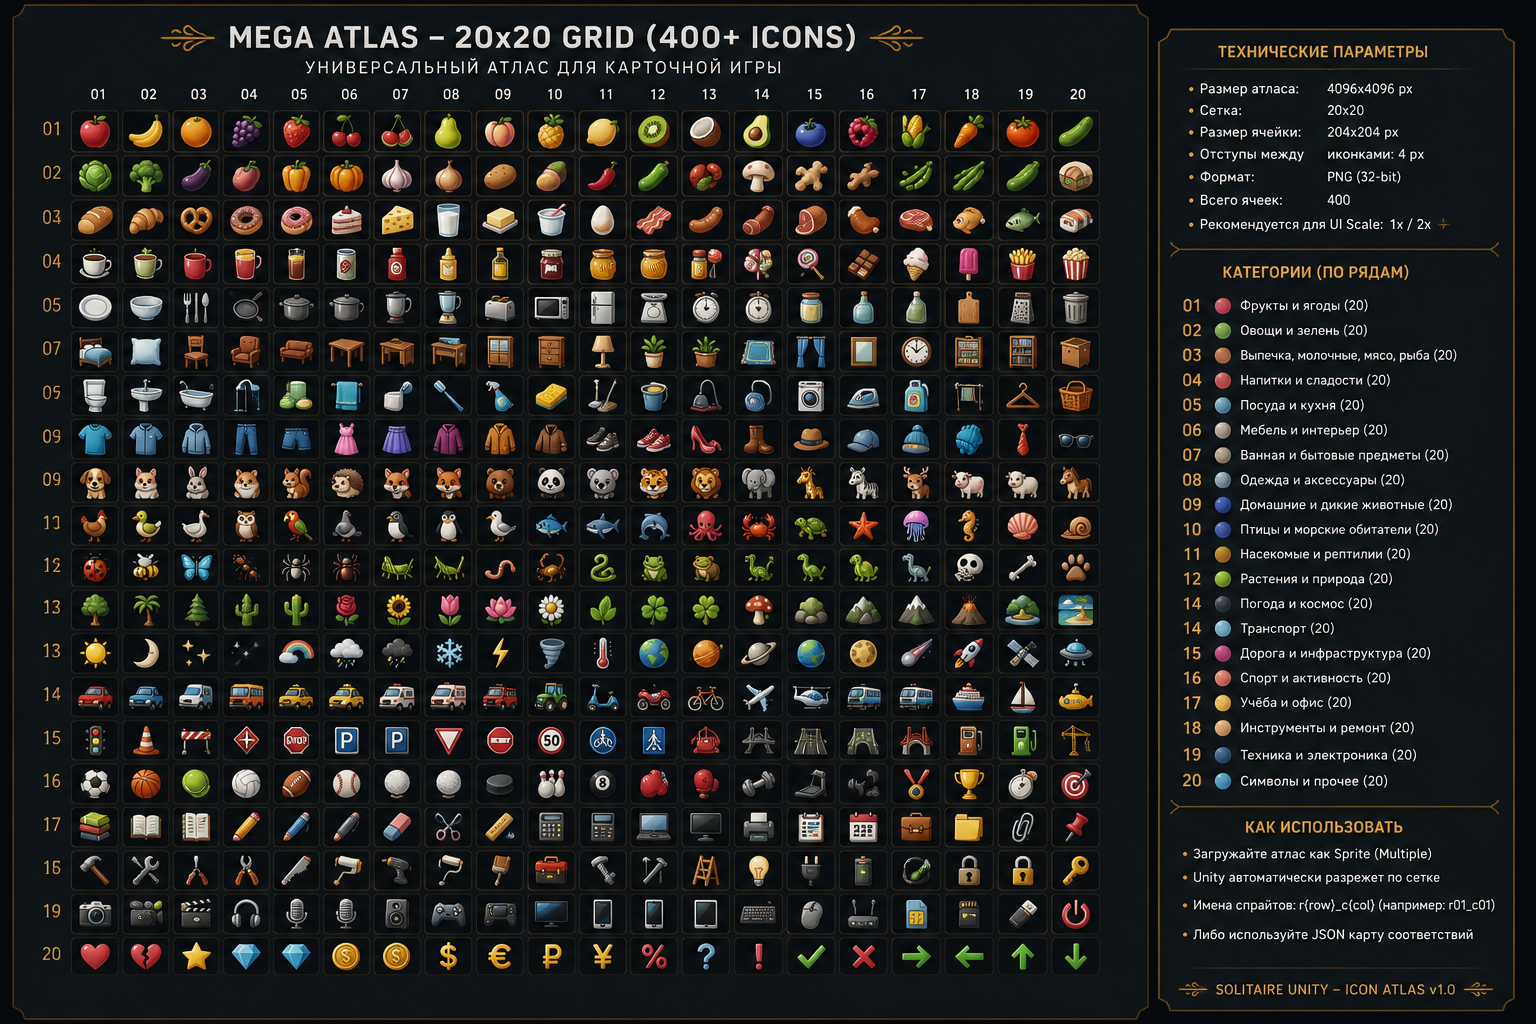 MEGA ATLAS – 20x20 GRID (400+ ICONS)
УНИВЕРСАЛЬНЫЙ АТЛАС ДЛЯ КАРТОЧНОЙ ИГРЫ
01 02 03 04 05 06 07 08 09 10 11 12 13 14 15 16 17 18 19 20
01
02
03
04
05
07
05
09
09
13
12
13
13
14
15
P P 50
16
8
17
15
19
20
$ € ₽ ¥ % ? !
ТЕХНИЧЕСКИЕ ПАРАМЕТРЫ
• Размер атласа: 4096x4096 px
• Сетка: 20x20
• Размер ячейки: 204x204 px
• Отступы между иконками: 4 px
• Формат: PNG (32-bit)
• Всего ячеек: 400
• Рекомендуется для UI Scale: 1x / 2x
КАТЕГОРИИ (ПО РЯДАМ)
01 Фрукты и ягоды (20)
02 Овощи и зелень (20)
03 Выпечка, молочные, мясо, рыба (20)
04 Напитки и сладости (20)
05 Посуда и кухня (20)
06 Мебель и интерьер (20)
07 Ванная и бытовые предметы (20)
08 Одежда и аксессуары (20)
09 Домашние и дикие животные (20)
10 Птицы и морские обитатели (20)
11 Насекомые и рептилии (20)
12 Растения и природа (20)
14 Погода и космос (20)
14 Транспорт (20)
15 Дорога и инфраструктура (20)
16 Спорт и активность (20)
17 Учёба и офис (20)
18 Инструменты и ремонт (20)
19 Техника и электроника (20)
20 Символы и прочее (20)
КАК ИСПОЛЬЗОВАТЬ
• Загружайте атлас как Sprite (Multiple)
• Unity автоматически разрежет по сетке
• Имена спрайтов: r{row}_c{col} (например: r01_c01)
• Либо используйте JSON карту соответствий
SOLITAIRE UNITY – ICON ATLAS v1.0